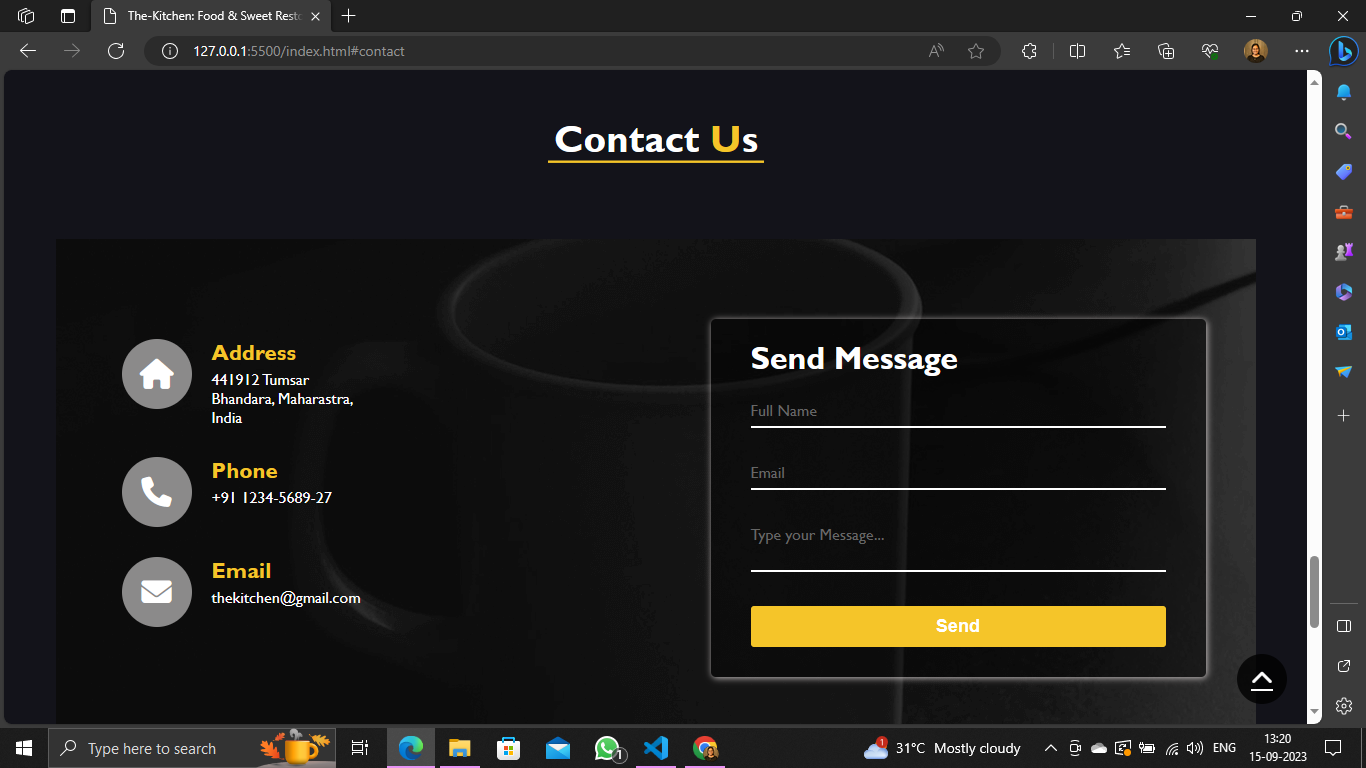 The-Kitchen: Food & Sweet Resto
127.0.0.1:5500/index.html#contact
Contact Us
Address
441912 Tumsar
Bhandara, Maharastra,
India
Phone
+91 1234-5689-27
Email
thekitchen@gmail.com
Send Message
Full Name
Email
Type your Message...
Send
Type here to search
1
1
31°C Mostly cloudy
ENG
13:20
15-09-2023